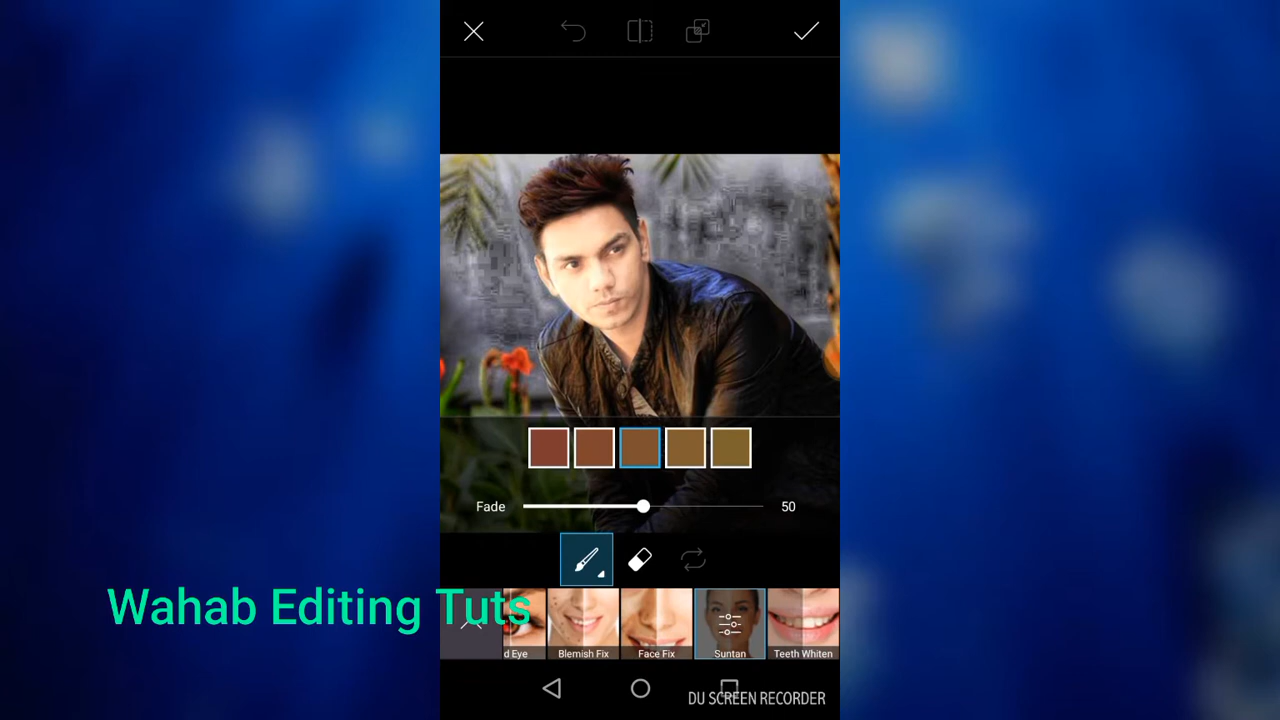 Fade 50
Wahab Editing Tuts
d Eye Blemish Fix Face Fix Suntan Teeth Whiten
DU SCREEN RECORDER